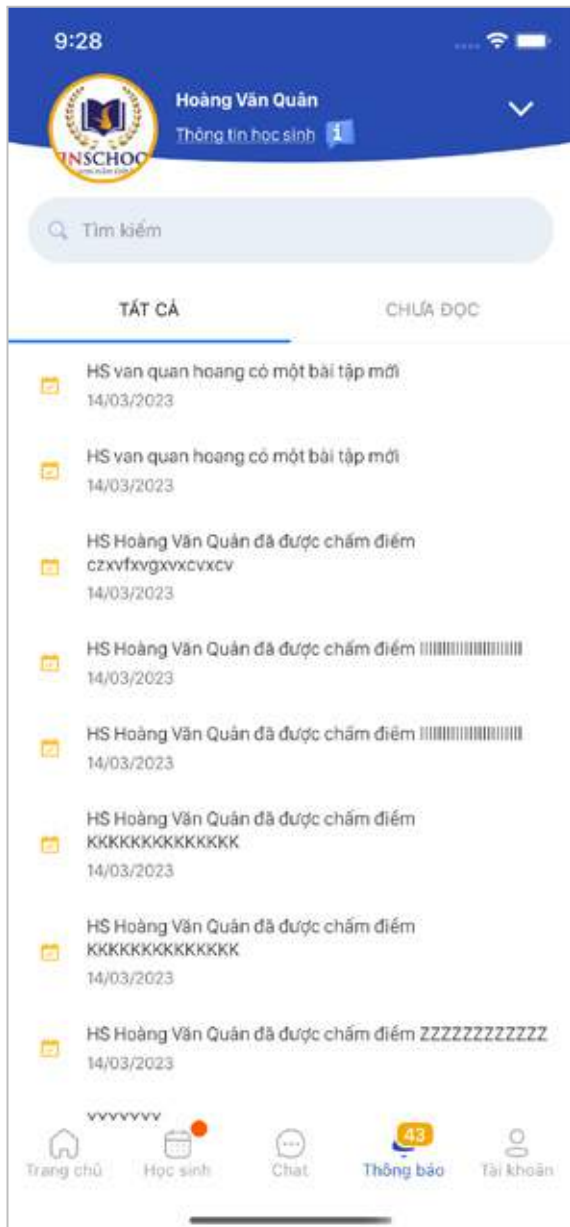 9:28
Hoàng Văn Quân
Thông tin học sinh
Tìm kiếm
TẤT CẢ
CHƯA ĐỌC
HS van quan hoang có một bài tập mới
14/03/2023
HS van quan hoang có một bài tập mới
14/03/2023
HS Hoàng Văn Quân đã được chấm điểm
czxvfxvgxvxcvxcv
14/03/2023
HS Hoàng Văn Quân đã được chấm điểm
14/03/2023
HS Hoàng Văn Quân đã được chấm điểm
14/03/2023
HS Hoàng Văn Quân đã được chấm điểm
KKKKKKKKKKKKKK
14/03/2023
HS Hoàng Văn Quân đã được chấm điểm
KKKKKKKKKKKKKK
14/03/2023
HS Hoàng Văn Quân đã được chấm điểm ZZZZZZZZZZZZ
14/03/2023
43
Trang chủ
Học sinh
Chat
Thông báo
Tài khoản